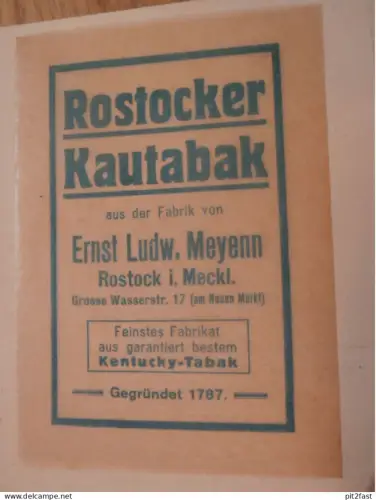 Rostocker
Kautabak
aus der Fabrik von
Ernst Ludw. Meyenn
Rostock i. Meckl.
Grosse Wasserstr. 17 (am Neuen Markt)
Feinstes Fabrikat
aus garantiert bestem
Kentucky-Tabak
Gegründet 1787.
www.delcampe.net
pit2fast